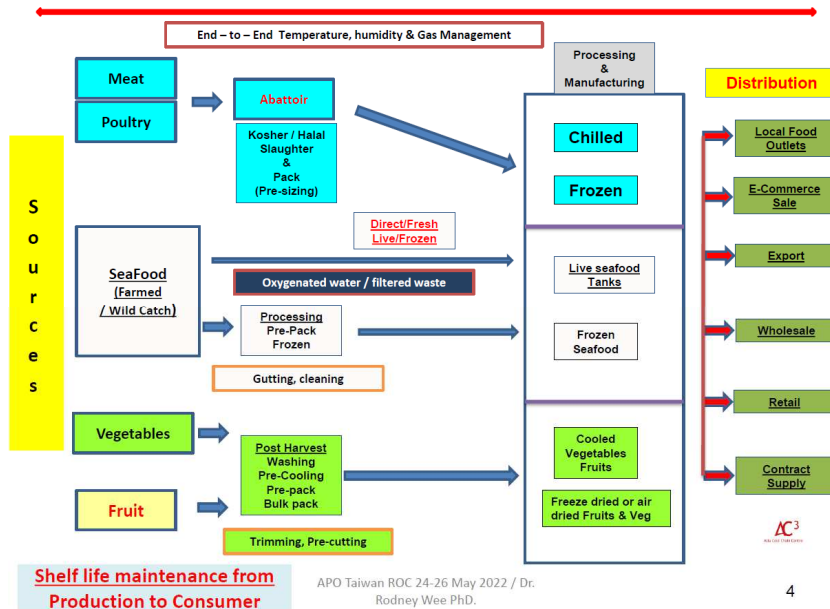 End – to – End Temperature, humidity & Gas Management
Processing
&
Manufacturing
Distribution
Sources
Meat
Poultry
Abattoir
Kosher / Halal
Slaughter
&
Pack
(Pre-sizing)
Chilled
Frozen
SeaFood
(Farmed
/ Wild Catch)
Direct/Fresh
Live/Frozen
Oxygenated water / filtered waste
Processing
Pre-Pack
Frozen
Gutting, cleaning
Live seafood
Tanks
Frozen
Seafood
Vegetables
Fruit
Post Harvest
Washing
Pre-Cooling
Pre-pack
Bulk pack
Trimming, Pre-cutting
Cooled
Vegetables
Fruits
Freeze dried or air
dried Fruits & Veg
Local Food
Outlets
E-Commerce
Sale
Export
Wholesale
Retail
Contract
Supply
AC3
Shelf life maintenance from
Production to Consumer
APO Taiwan ROC 24-26 May 2022 / Dr.
Rodney Wee PhD.
4